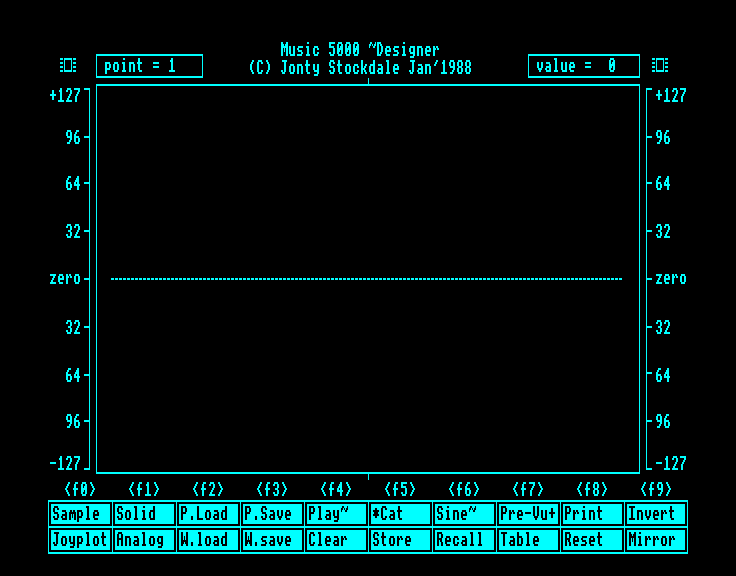 Music 5000 ~Designer
point = 1
(C) Jonty Stockdale Jan'1988
value = 0
+127 +127
96 96
64 64
32 32
zero zero
32 32
64 64
96 96
-127 -127
<f0> <f1> <f2> <f3> <f4> <f5> <f6> <f7> <f8> <f9>
Sample Solid P.Load P.Save Play~ *Cat Sine~ Pre-Vu+ Print Invert
Joyplot Analog W.load W.save Clear Store Recall Table Reset Mirror